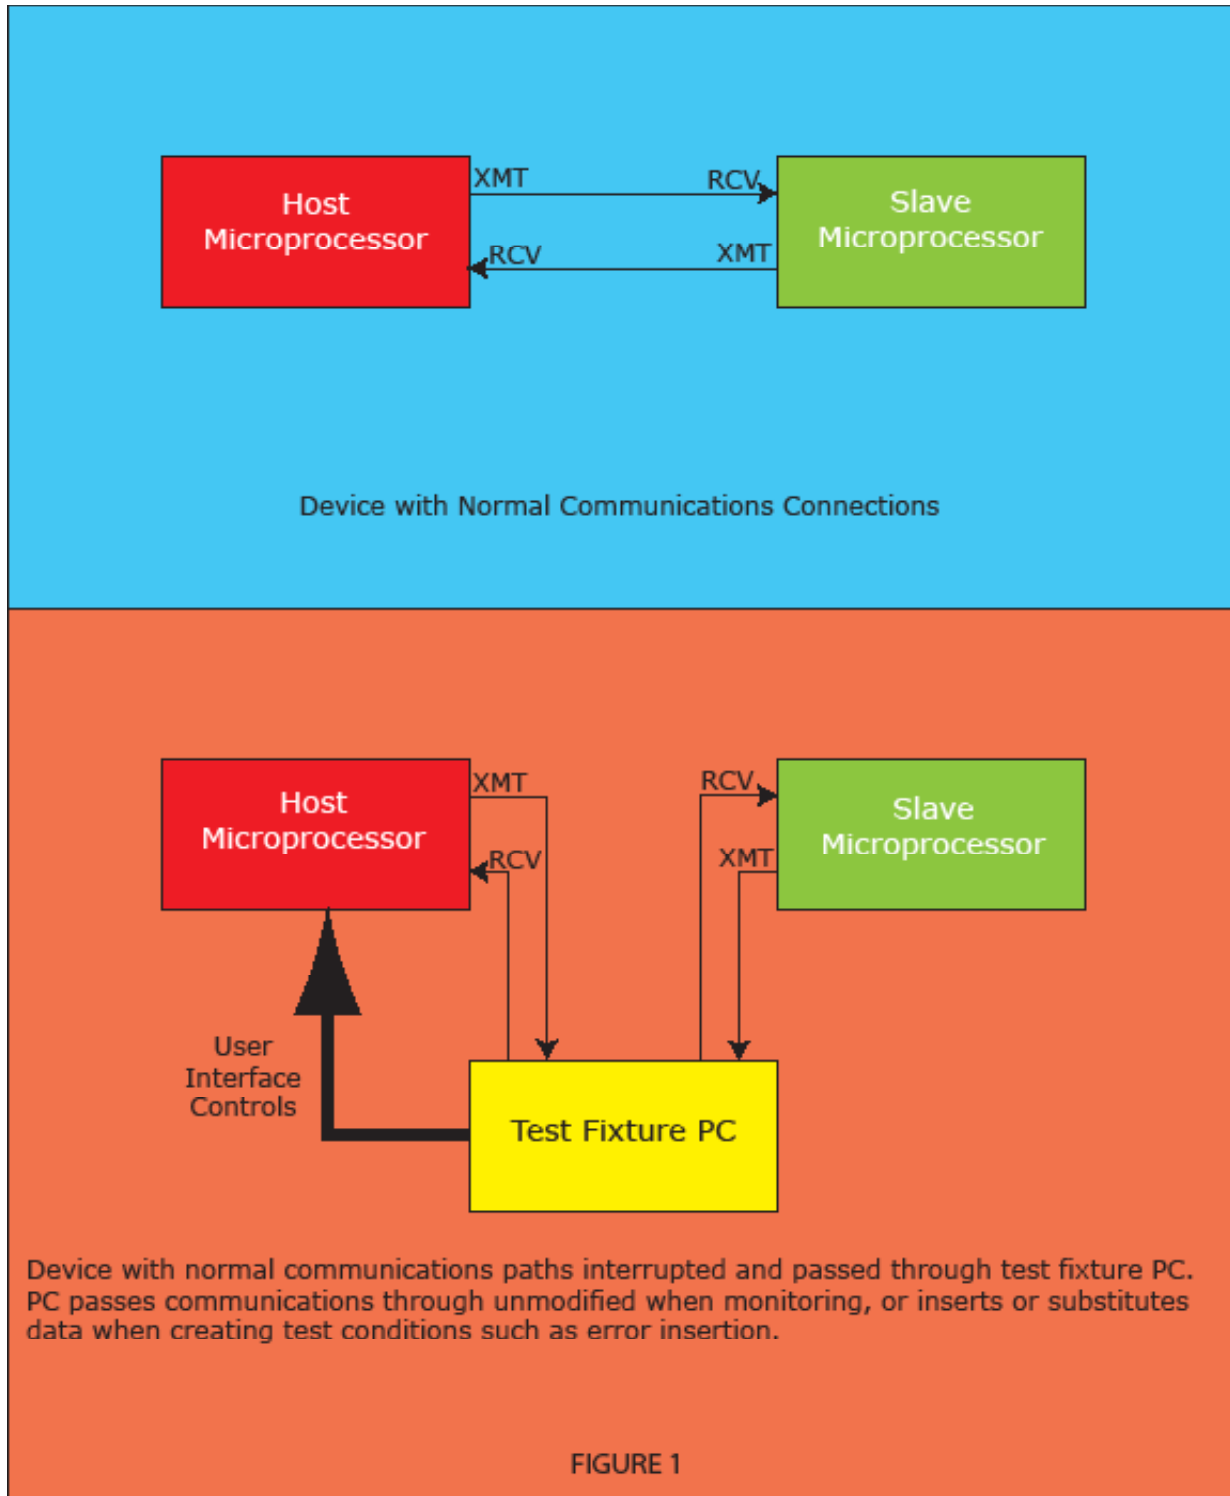 Host
Microprocessor
XMT
RCV
RCV
XMT
Slave
Microprocessor
Device with Normal Communications Connections
Host
Microprocessor
XMT
RCV
RCV
XMT
Slave
Microprocessor
User
Interface
Controls
Test Fixture PC
Device with normal communications paths interrupted and passed through test fixture PC.
PC passes communications through unmodified when monitoring, or inserts or substitutes
data when creating test conditions such as error insertion.
FIGURE 1